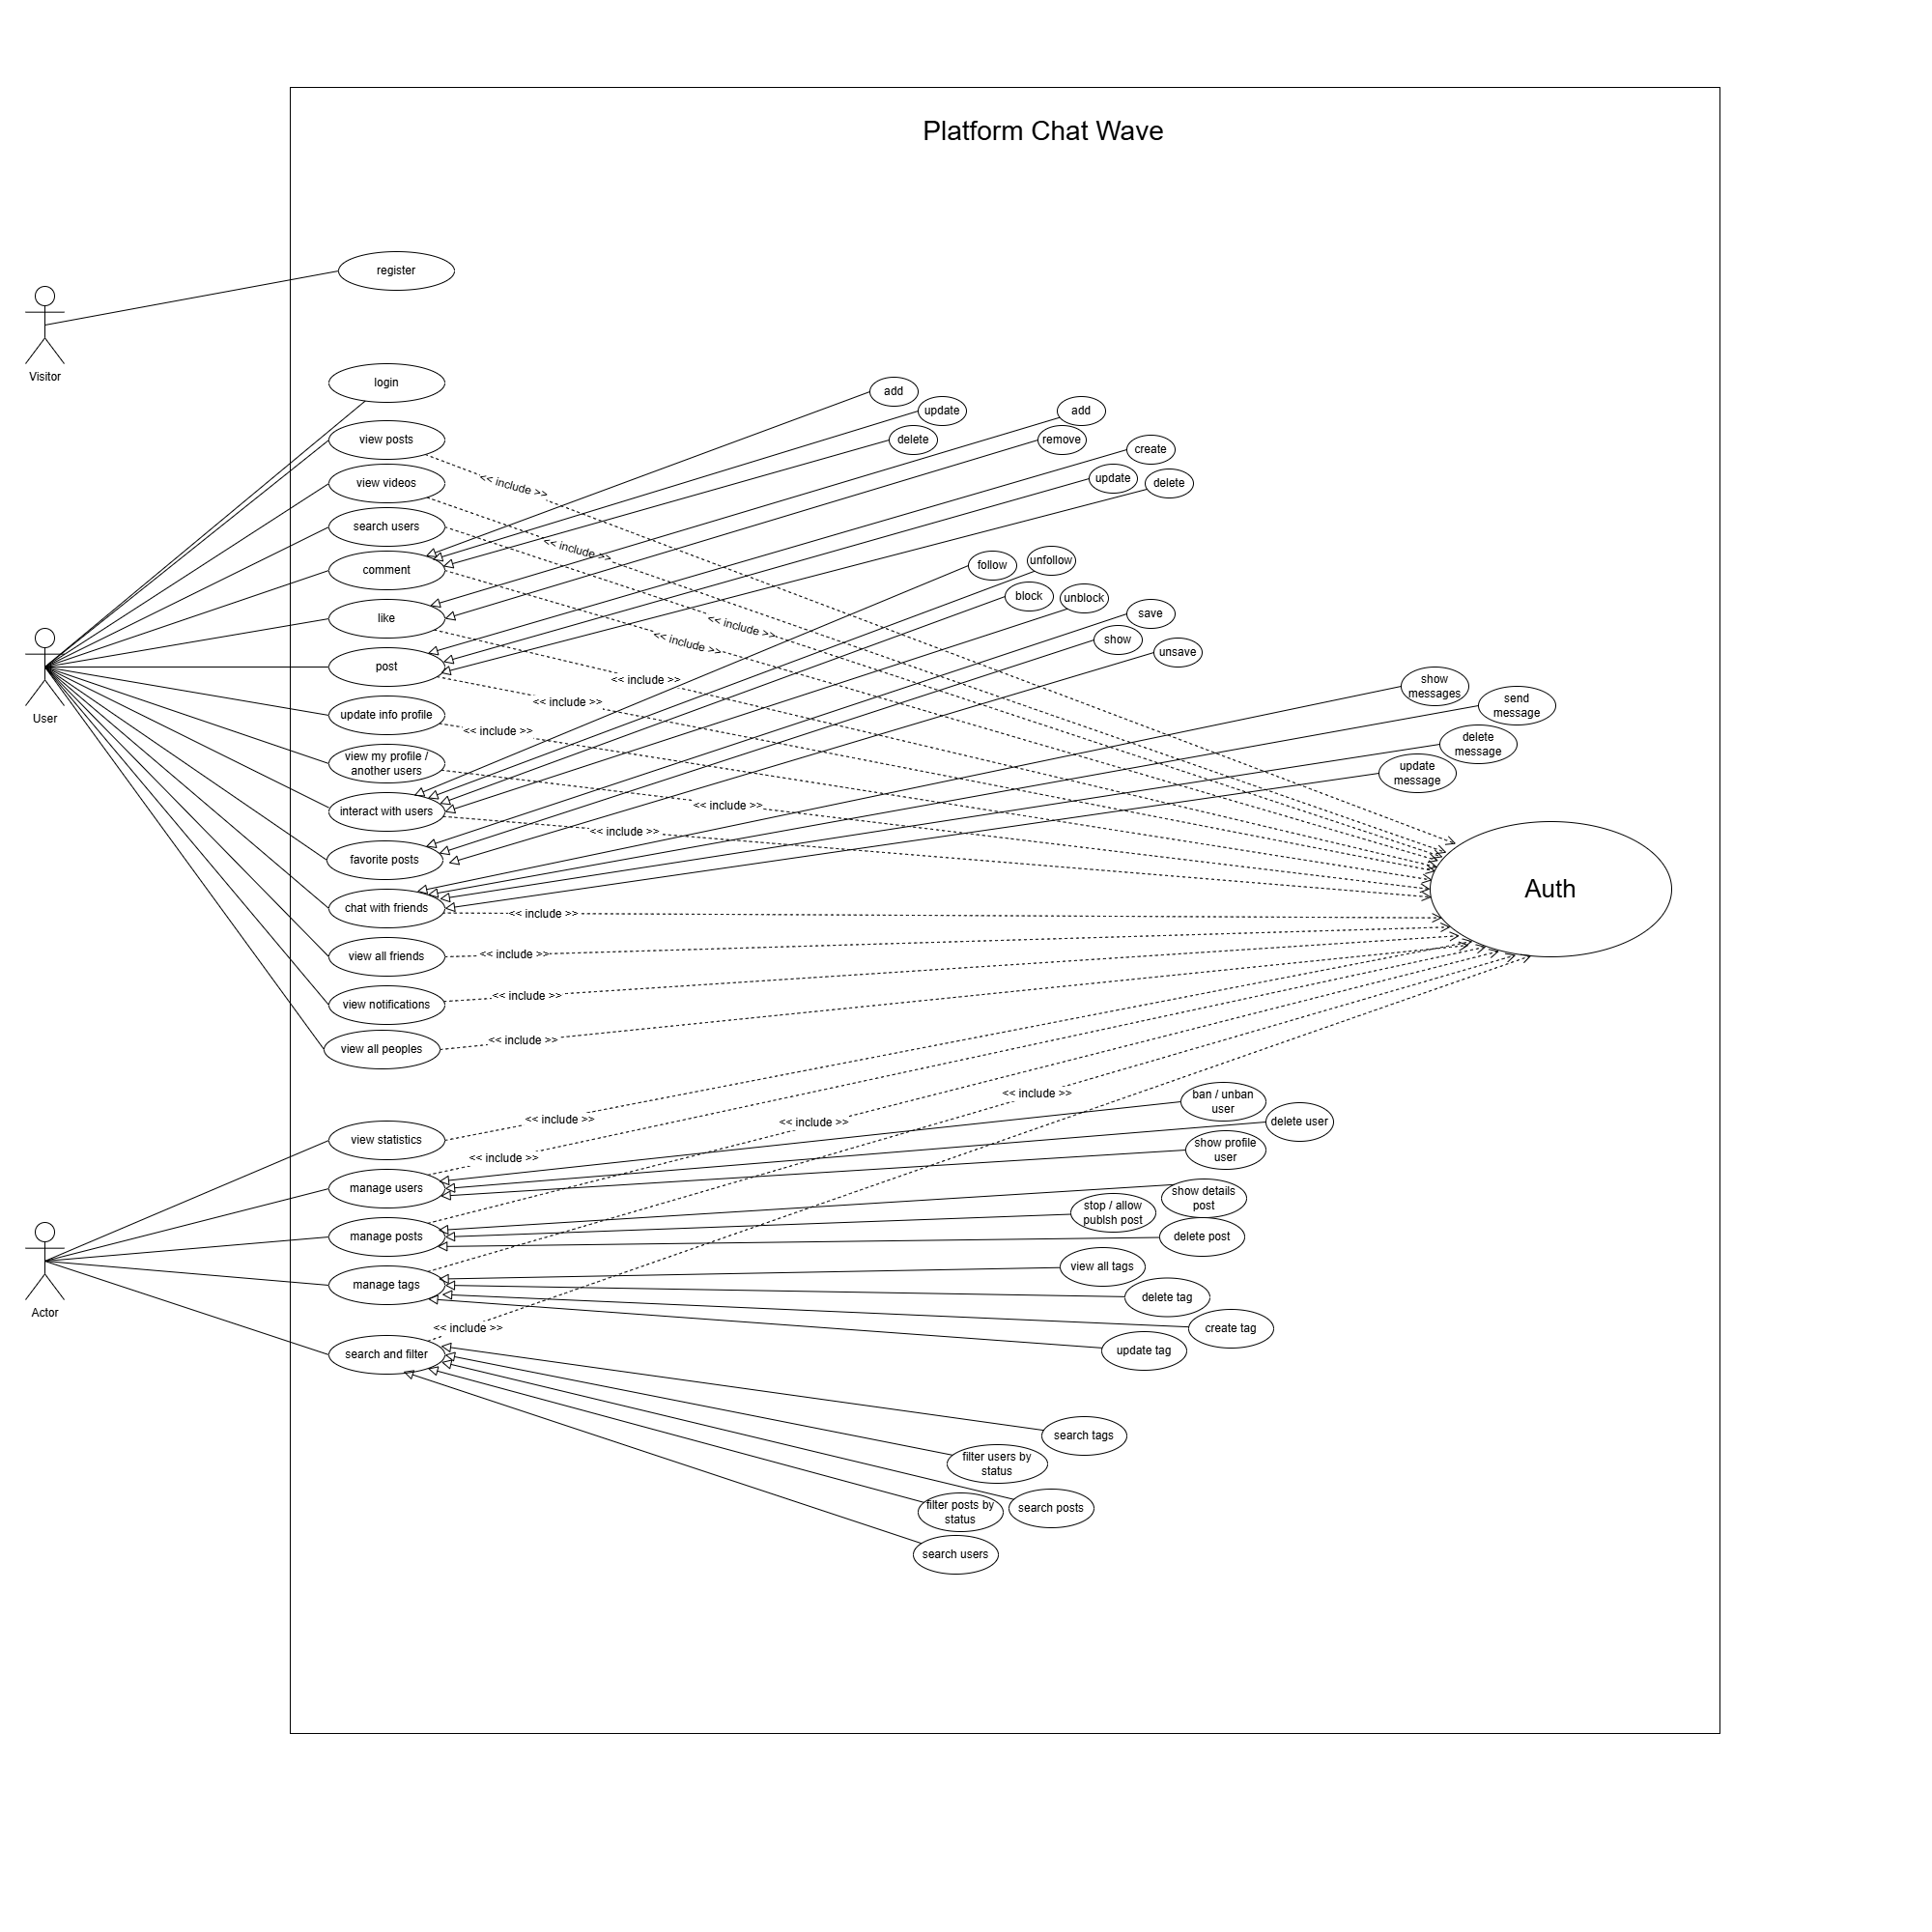 Platform Chat Wave
register
Visitor
login
add
update
add
view posts
delete
remove
create
<< include >>
view videos
update
delete
search users
<< include >>
comment
follow
unfollow
block
unblock
like
save
<< include >>
show
<< include >>
unsave
post
<< include >>
show
messages
User
<< include >>
send
message
update info profile
<< include >>
delete
message
view my profile /
another users
update
message
<< include >>
interact with users
<< include >>
favorite posts
Auth
chat with friends
<< include >>
view all friends
<< include >>
view notifications
<< include >>
view all peoples
<< include >>
<< include >>
ban / unban
user
view statistics
<< include >>
<< include >>
delete user
show profile
user
<< include >>
manage users
show details
post
stop / allow
publsh post
manage posts
delete post
view all tags
manage tags
delete tag
Actor
<< include >>
create tag
update tag
search and filter
search tags
filter users by
status
filter posts by
status
search posts
search users